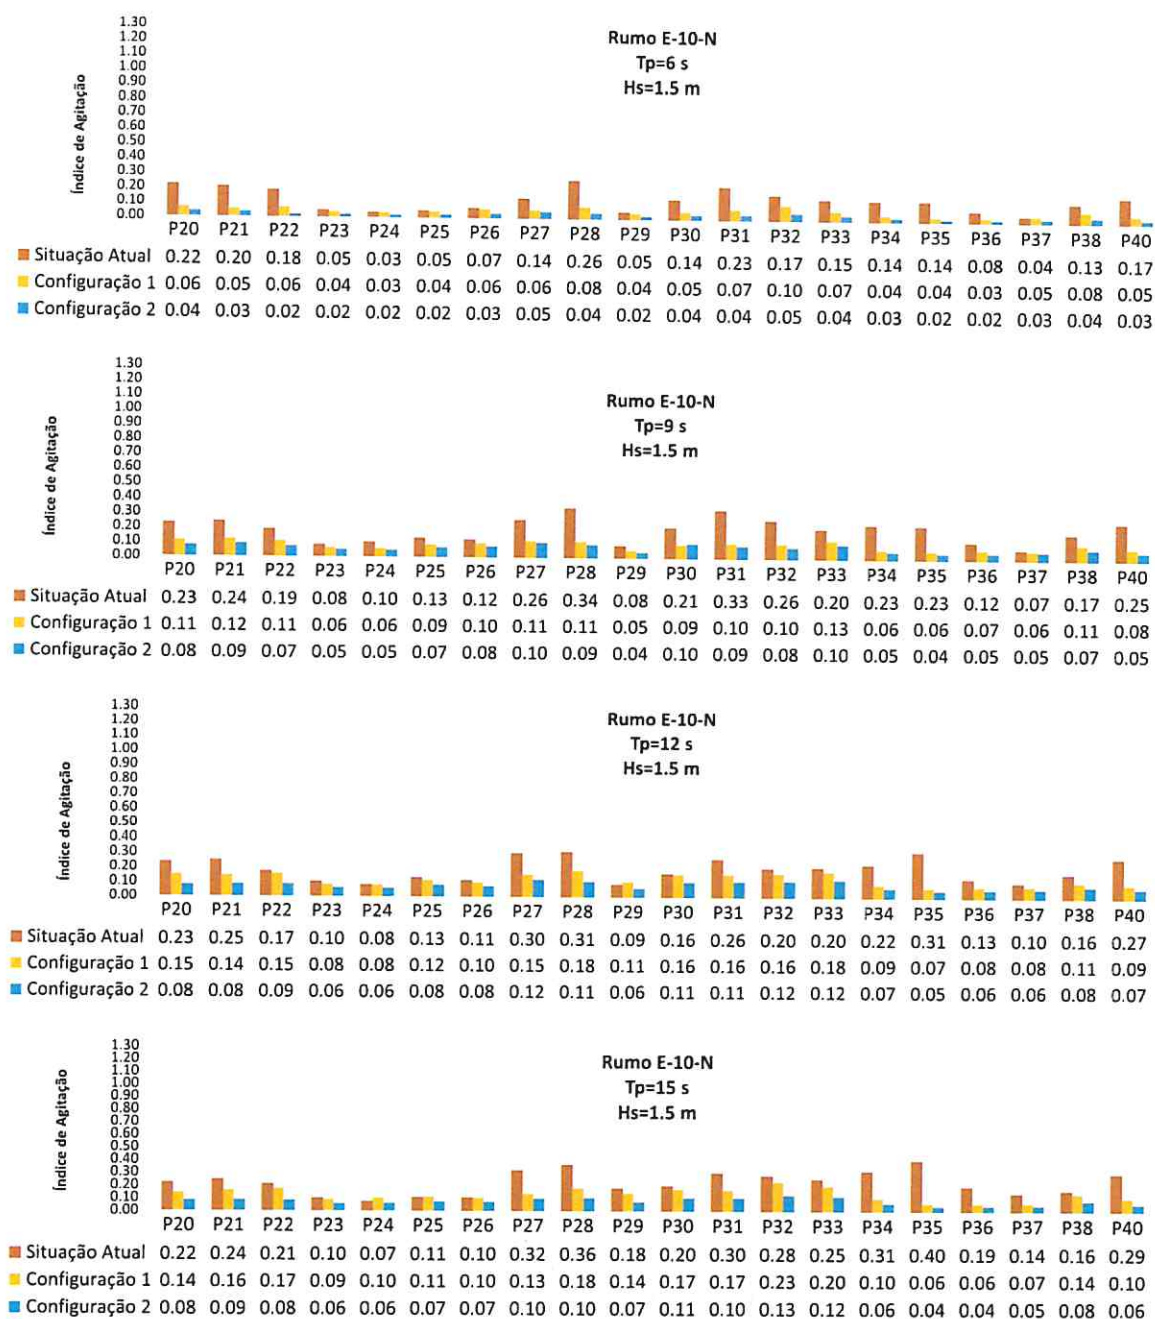 Rumo E-10-N
Tp=6 s
Hs=1.5 m
Índice de Agitação
1.30
1.20
1.10
1.00
0.90
0.80
0.70
0.60
0.50
0.40
0.30
0.20
0.10
0.00
P20 P21 P22 P23 P24 P25 P26 P27 P28 P29 P30 P31 P32 P33 P34 P35 P36 P37 P38 P40
Situação Atual 0.22 0.20 0.18 0.05 0.03 0.05 0.07 0.14 0.26 0.05 0.14 0.23 0.17 0.15 0.14 0.14 0.08 0.04 0.13 0.17
Configuração 1 0.06 0.05 0.06 0.04 0.03 0.04 0.06 0.06 0.08 0.04 0.05 0.07 0.10 0.07 0.04 0.04 0.03 0.05 0.08 0.05
Configuração 2 0.04 0.03 0.02 0.02 0.02 0.02 0.03 0.05 0.04 0.02 0.04 0.04 0.05 0.04 0.03 0.02 0.02 0.03 0.04 0.03
Rumo E-10-N
Tp=9 s
Hs=1.5 m
Índice de Agitação
1.30
1.20
1.10
1.00
0.90
0.80
0.70
0.60
0.50
0.40
0.30
0.20
0.10
0.00
P20 P21 P22 P23 P24 P25 P26 P27 P28 P29 P30 P31 P32 P33 P34 P35 P36 P37 P38 P40
Situação Atual 0.23 0.24 0.19 0.08 0.10 0.13 0.12 0.26 0.34 0.08 0.21 0.33 0.26 0.20 0.23 0.23 0.12 0.07 0.17 0.25
Configuração 1 0.11 0.12 0.11 0.06 0.06 0.09 0.10 0.11 0.11 0.05 0.09 0.10 0.10 0.13 0.06 0.06 0.07 0.06 0.11 0.08
Configuração 2 0.08 0.09 0.07 0.05 0.05 0.07 0.08 0.10 0.09 0.04 0.10 0.09 0.08 0.10 0.05 0.04 0.05 0.05 0.07 0.05
Rumo E-10-N
Tp=12 s
Hs=1.5 m
Índice de Agitação
1.30
1.20
1.10
1.00
0.90
0.80
0.70
0.60
0.50
0.40
0.30
0.20
0.10
0.00
P20 P21 P22 P23 P24 P25 P26 P27 P28 P29 P30 P31 P32 P33 P34 P35 P36 P37 P38 P40
Situação Atual 0.23 0.25 0.17 0.10 0.08 0.13 0.11 0.30 0.31 0.09 0.16 0.26 0.20 0.20 0.22 0.31 0.13 0.10 0.16 0.27
Configuração 1 0.15 0.14 0.15 0.08 0.08 0.12 0.10 0.15 0.18 0.11 0.16 0.16 0.16 0.18 0.09 0.07 0.08 0.08 0.11 0.09
Configuração 2 0.08 0.08 0.09 0.06 0.06 0.08 0.08 0.12 0.11 0.06 0.11 0.11 0.12 0.12 0.07 0.05 0.06 0.06 0.08 0.07
Rumo E-10-N
Tp=15 s
Hs=1.5 m
Índice de Agitação
1.30
1.20
1.10
1.00
0.90
0.80
0.70
0.60
0.50
0.40
0.30
0.20
0.10
0.00
P20 P21 P22 P23 P24 P25 P26 P27 P28 P29 P30 P31 P32 P33 P34 P35 P36 P37 P38 P40
Situação Atual 0.22 0.24 0.21 0.10 0.07 0.11 0.10 0.32 0.36 0.18 0.20 0.30 0.28 0.25 0.31 0.40 0.19 0.14 0.16 0.29
Configuração 1 0.14 0.16 0.17 0.09 0.10 0.11 0.10 0.13 0.18 0.14 0.17 0.17 0.23 0.20 0.10 0.06 0.06 0.07 0.14 0.10
Configuração 2 0.08 0.09 0.08 0.06 0.06 0.07 0.07 0.10 0.10 0.07 0.11 0.10 0.13 0.12 0.06 0.04 0.04 0.05 0.08 0.06